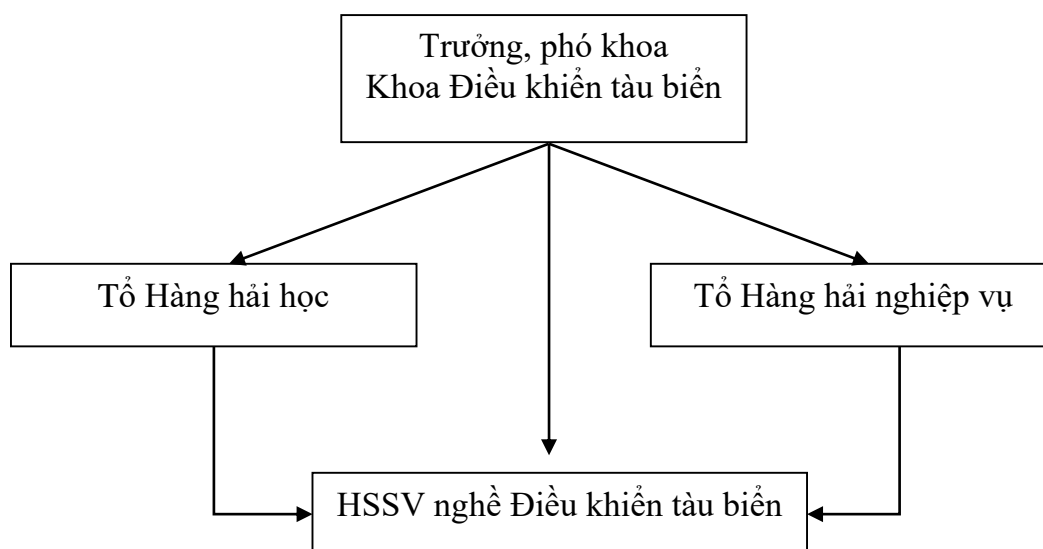 Trưởng, phó khoa
Khoa Điều khiển tàu biển
Tổ Hàng hải học
Tổ Hàng hải nghiệp vụ
HSSV nghề Điều khiển tàu biển